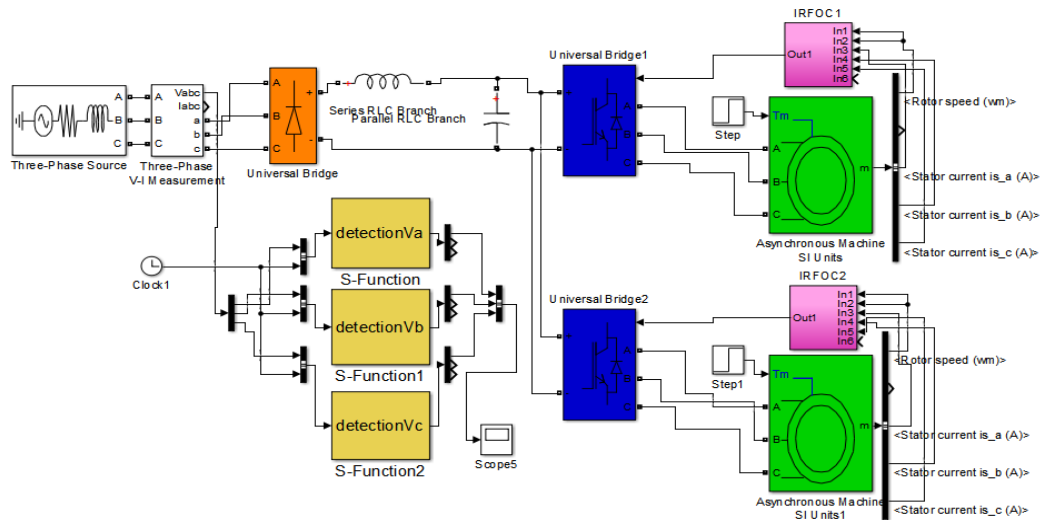 IRFOC1
In1
In2
In3
In4
In5
In6
Out1
Universal Bridge1
Vabc
Iabc
a
b
c
A
B
C
A
B
C
A
B
C
+
-
Series RLC Branch
Parallel RLC Branch
Three-Phase Source
Three-Phase
V-I Measurement
Universal Bridge
+
-
A
B
C
Step
Tm
A
B
C
m
<Rotor speed (wm)>
<Stator current is_a (A)>
<Stator current is_b (A)>
<Stator current is_c (A)>
Asynchronous Machine
SI Units
detectionVa
S-Function
Clock1
detectionVb
S-Function1
detectionVc
S-Function2
Scope5
IRFOC2
In1
In2
In3
In4
In5
In6
Out1
Universal Bridge2
+
-
A
B
C
Step1
Tm
A
B
C
m
<Rotor speed (wm)>
<Stator current is_a (A)>
<Stator current is_b (A)>
<Stator current is_c (A)>
Asynchronous Machine
SI Units1